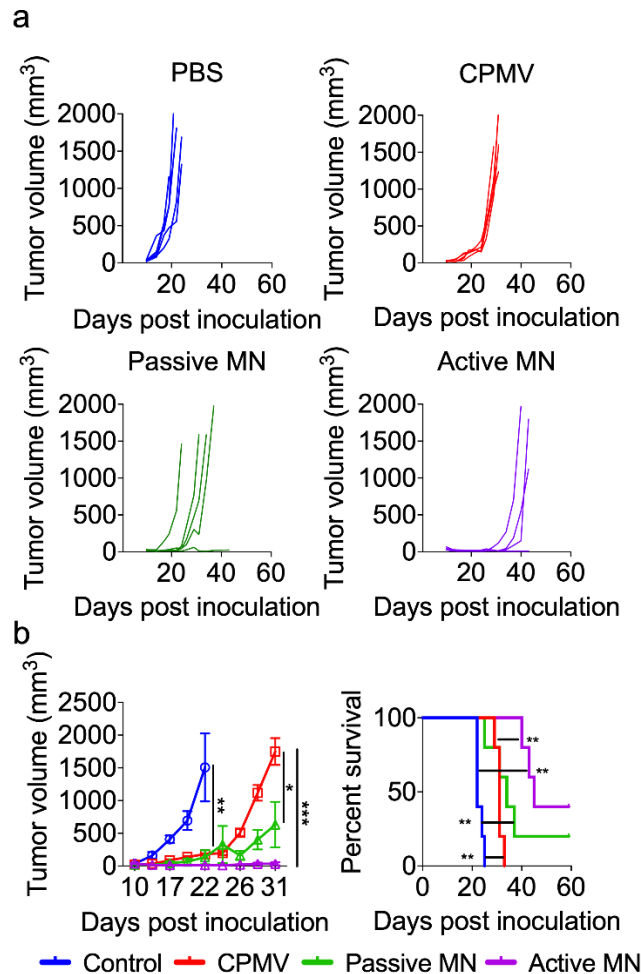 a
PBS
CPMV
Tumor volume (mm³)
2000
1500
1000
500
0
0 20 40 60
Days post inoculation
Tumor volume (mm³)
2000
1500
1000
500
0
0 20 40 60
Days post inoculation
Passive MN
Active MN
Tumor volume (mm³)
2000
1500
1000
500
0
0 20 40 60
Days post inoculation
Tumor volume (mm³)
2000
1500
1000
500
0
0 20 40 60
Days post inoculation
b
Tumor volume (mm³)
2500
2000
1500
1000
500
0
10 17 22 26 31
Days post inoculation
**
*
***
Percent survival
100
50
0
0 20 40 60
Days post inoculation
**
**
**
**
Control CPMV Passive MN Active MN